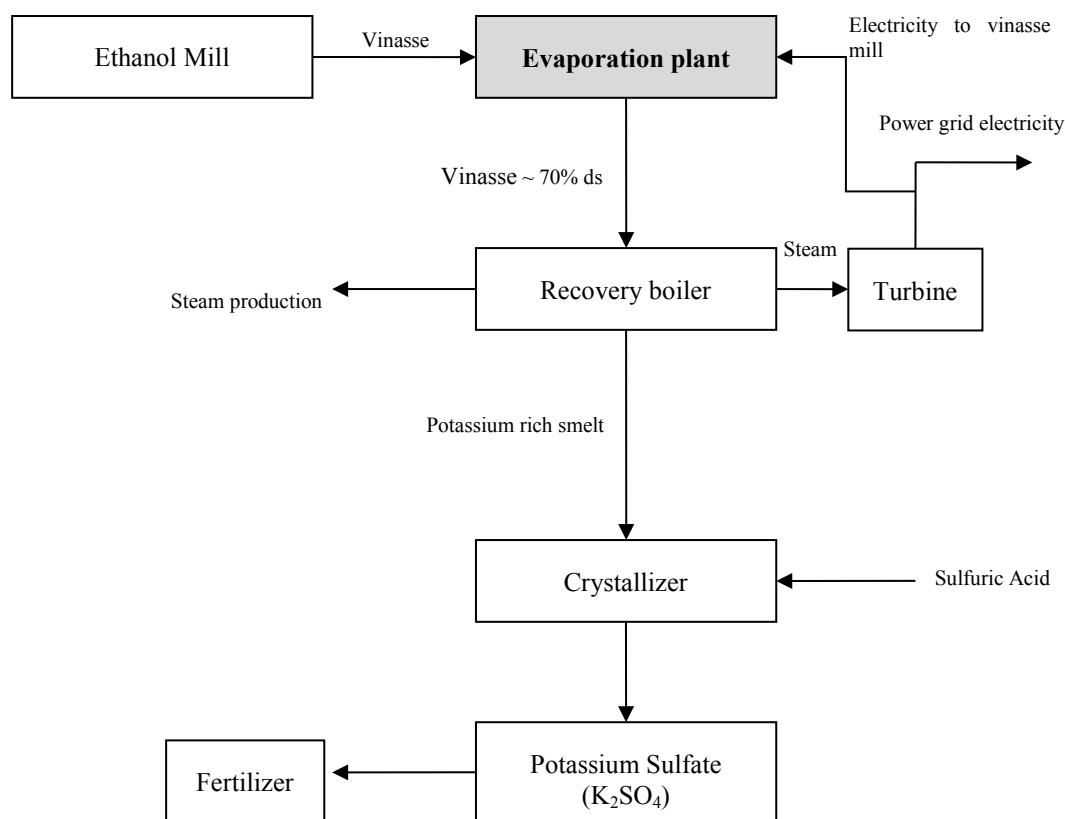 Electricity to vinasse
mill
Ethanol Mill
Vinasse
Evaporation plant
Power grid electricity
Vinasse ~ 70% ds
Steam
Steam production
Recovery boiler
Turbine
Potassium rich smelt
Crystallizer
Sulfuric Acid
Fertilizer
Potassium Sulfate
(K₂SO₄)